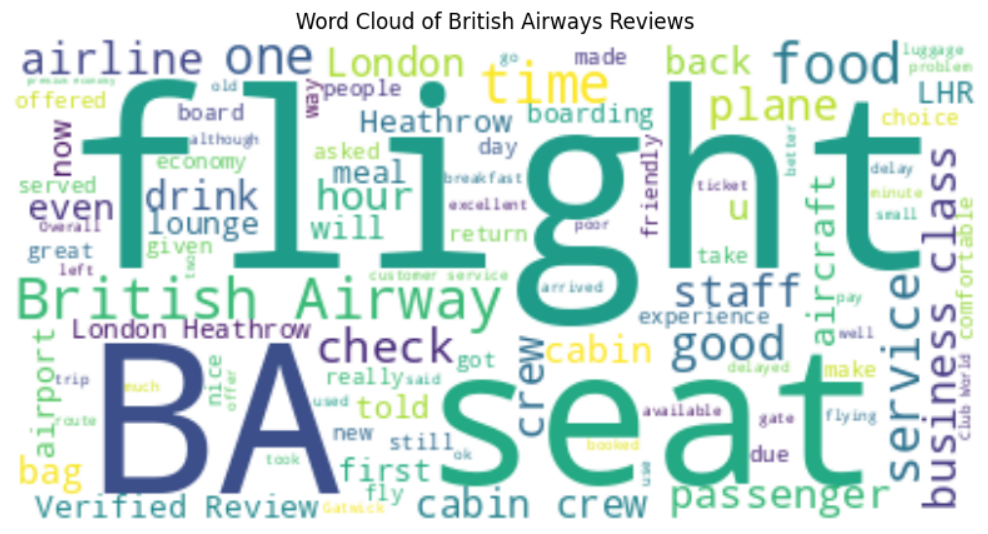 Word Cloud of British Airways Reviews
airline
one
London
go
made
back
food
luggage
problem
premium economy
old
way
people
time
plane
LHR
offered
board
Heathrow
boarding
choice
now
although
day
flight
economy
asked
meal
breakfast
friendly
ticket
better
delay
served
drink
hour
excellent
u
minute
even
lounge
will
return
poor
small
Overall
given
great
two
take
aircraft
left
customer service
arrived
staff
service
business class
comfortable
British Airway
experience
pay
London Heathrow
check
crew
cabin
good
well
airport
nice
got
delayed
make
trip
much
offer
really
said
BA
seat
used
told
available
gate
flying
club World
route
new
still
ok
booked
due
bag
took
first
use
fly
Verified Review
Gatwick
cabin crew
passenger